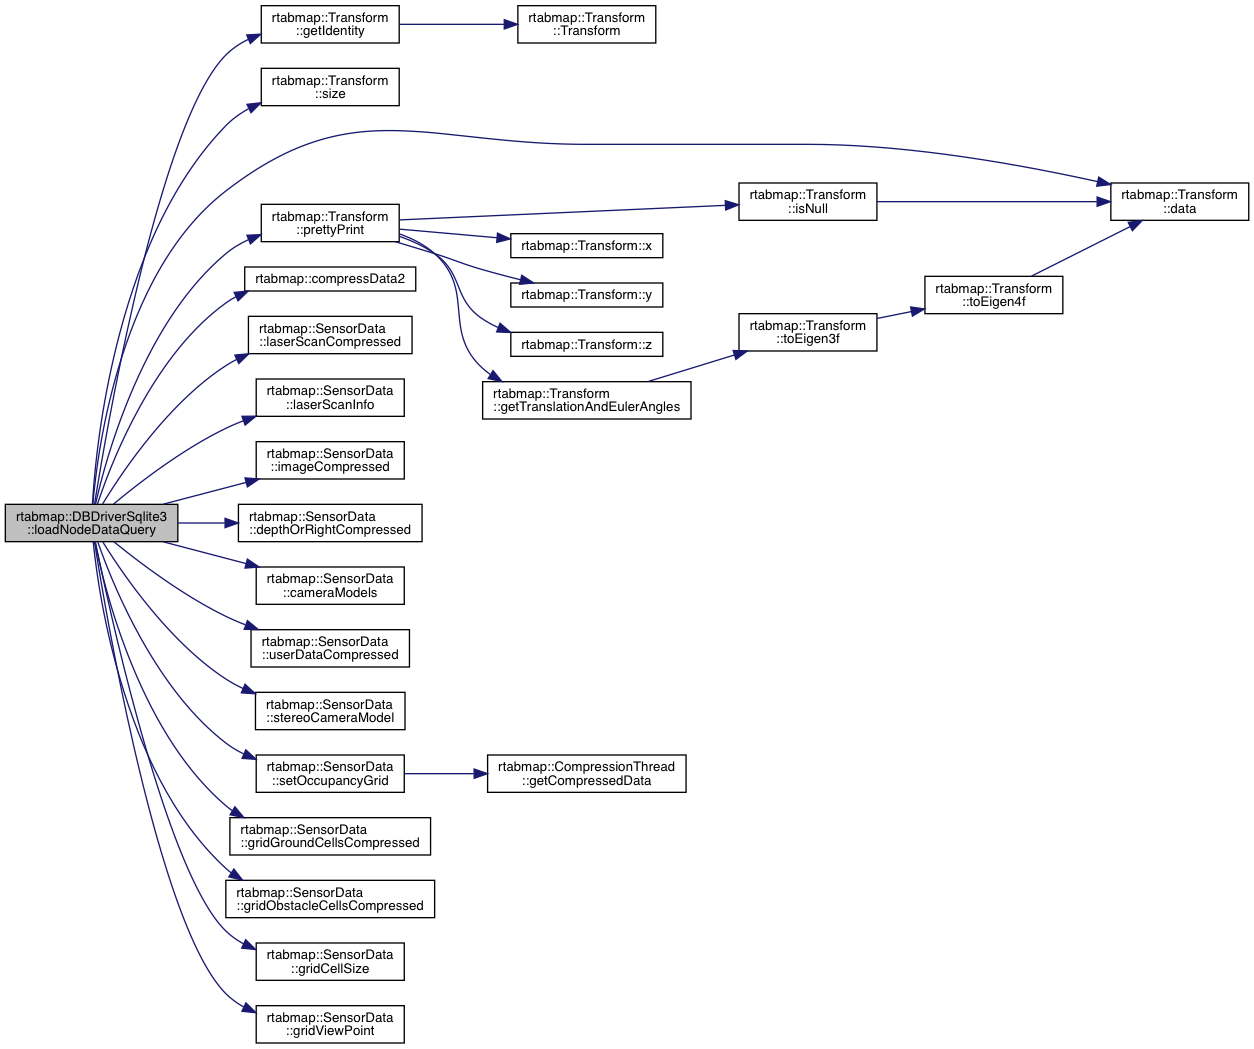 rtabmap::Transform
::getIdentity
rtabmap::Transform
::Transform
rtabmap::Transform
::size
rtabmap::Transform
::prettyPrint
rtabmap::Transform
::isNull
rtabmap::Transform
::data
rtabmap::Transform::x
rtabmap::Transform::y
rtabmap::Transform::z
rtabmap::Transform
::getTranslationAndEulerAngles
rtabmap::Transform
::toEigen3f
rtabmap::Transform
::toEigen4f
rtabmap::compressData2
rtabmap::SensorData
::laserScanCompressed
rtabmap::SensorData
::laserScanInfo
rtabmap::SensorData
::imageCompressed
rtabmap::DBDriverSqlite3
::loadNodeDataQuery
rtabmap::SensorData
::depthOrRightCompressed
rtabmap::SensorData
::cameraModels
rtabmap::SensorData
::userDataCompressed
rtabmap::SensorData
::stereoCameraModel
rtabmap::SensorData
::setOccupancyGrid
rtabmap::CompressionThread
::getCompressedData
rtabmap::SensorData
::gridGroundCellsCompressed
rtabmap::SensorData
::gridObstacleCellsCompressed
rtabmap::SensorData
::gridCellSize
rtabmap::SensorData
::gridViewPoint